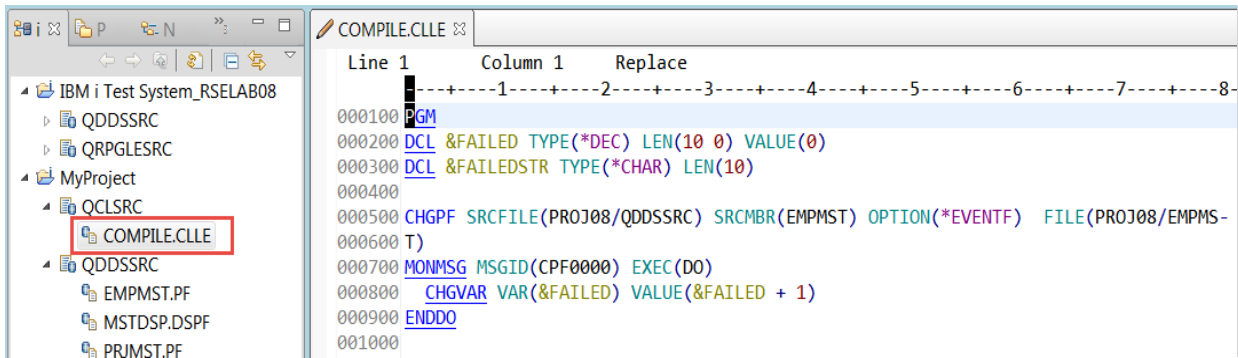 i P N
IBM i Test System_RSELAB08
QDDSSRC
QRPGLESRC
MyProject
QCLSRC
COMPILE.CLLE
QDDSSRC
EMPMST.PF
MSTDSP.DSPF
PRJMST.PF
COMPILE.CLLE
Line 1 Column 1 Replace
----+----1----+----2----+----3----+----4----+----5----+----6----+----7----+----8-
000100 PGM
000200 DCL &FAILED TYPE(*DEC) LEN(10 0) VALUE(0)
000300 DCL &FAILEDSTR TYPE(*CHAR) LEN(10)
000400
000500 CHGPF SRCFILE(PROJ08/QDDSSRC) SRCMBR(EMPMST) OPTION(*EVENTF)  FILE(PROJ08/EMPMS-
000600 T)
000700 MONMSG MSGID(CPF0000) EXEC(DO)
000800   CHGVAR VAR(&FAILED) VALUE(&FAILED + 1)
000900 ENDDO
001000